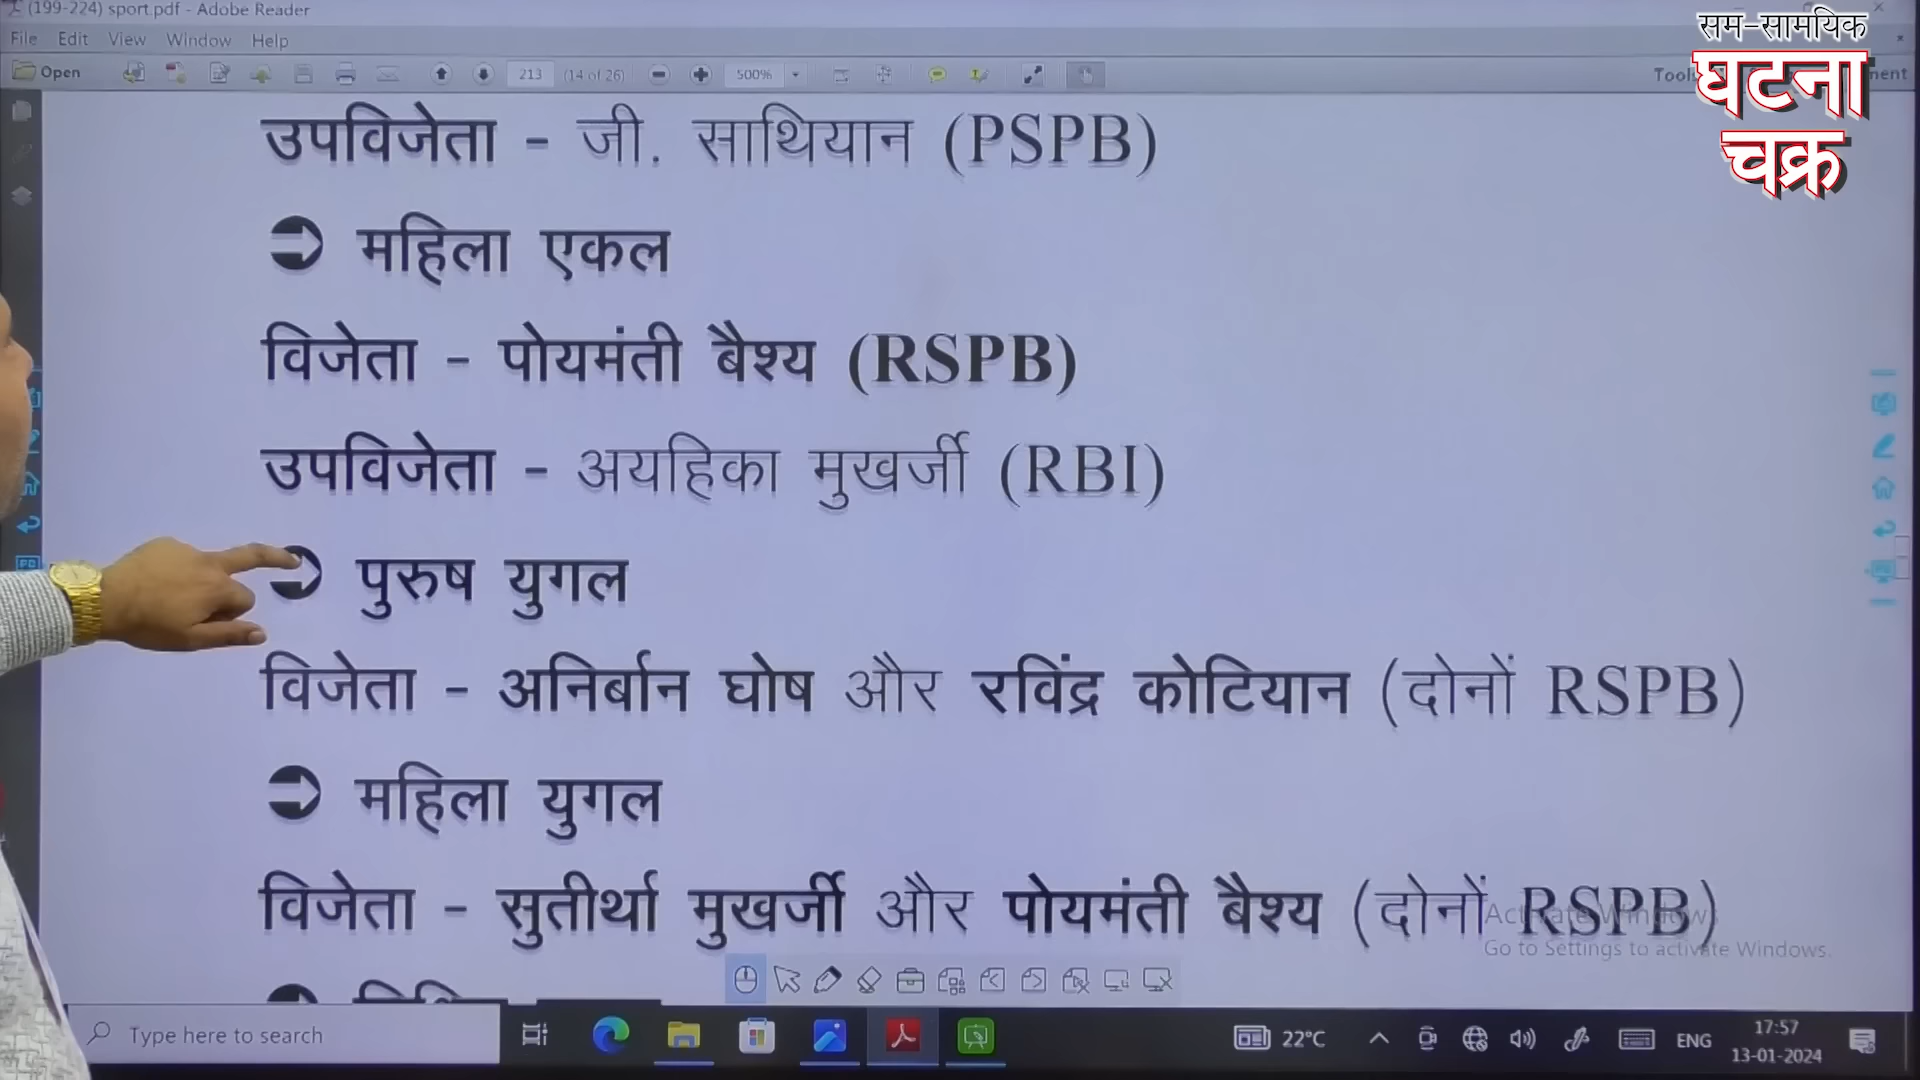 (199-224) sport.pdf - Adobe Reader
सम-सामयिक
घटना
चक्र
File Edit View Window Help
Open 213 (14 of 26) 500% Tools
उपविजेता - जी. साथियान (PSPB)
महिला एकल
विजेता - पोयमंती बैश्य (RSPB)
उपविजेता - अयहिका मुखर्जी (RBI)
पुरुष युगल
विजेता - अनिर्बान घोष और रविंद्र कोटियान (दोनों RSPB)
महिला युगल
विजेता - सुतीर्था मुखर्जी और पोयमंती बैश्य (दोनों RSPB)
Activate Windows
Go to Settings to activate Windows.
Type here to search
22°C
ENG
17:57
13-01-2024